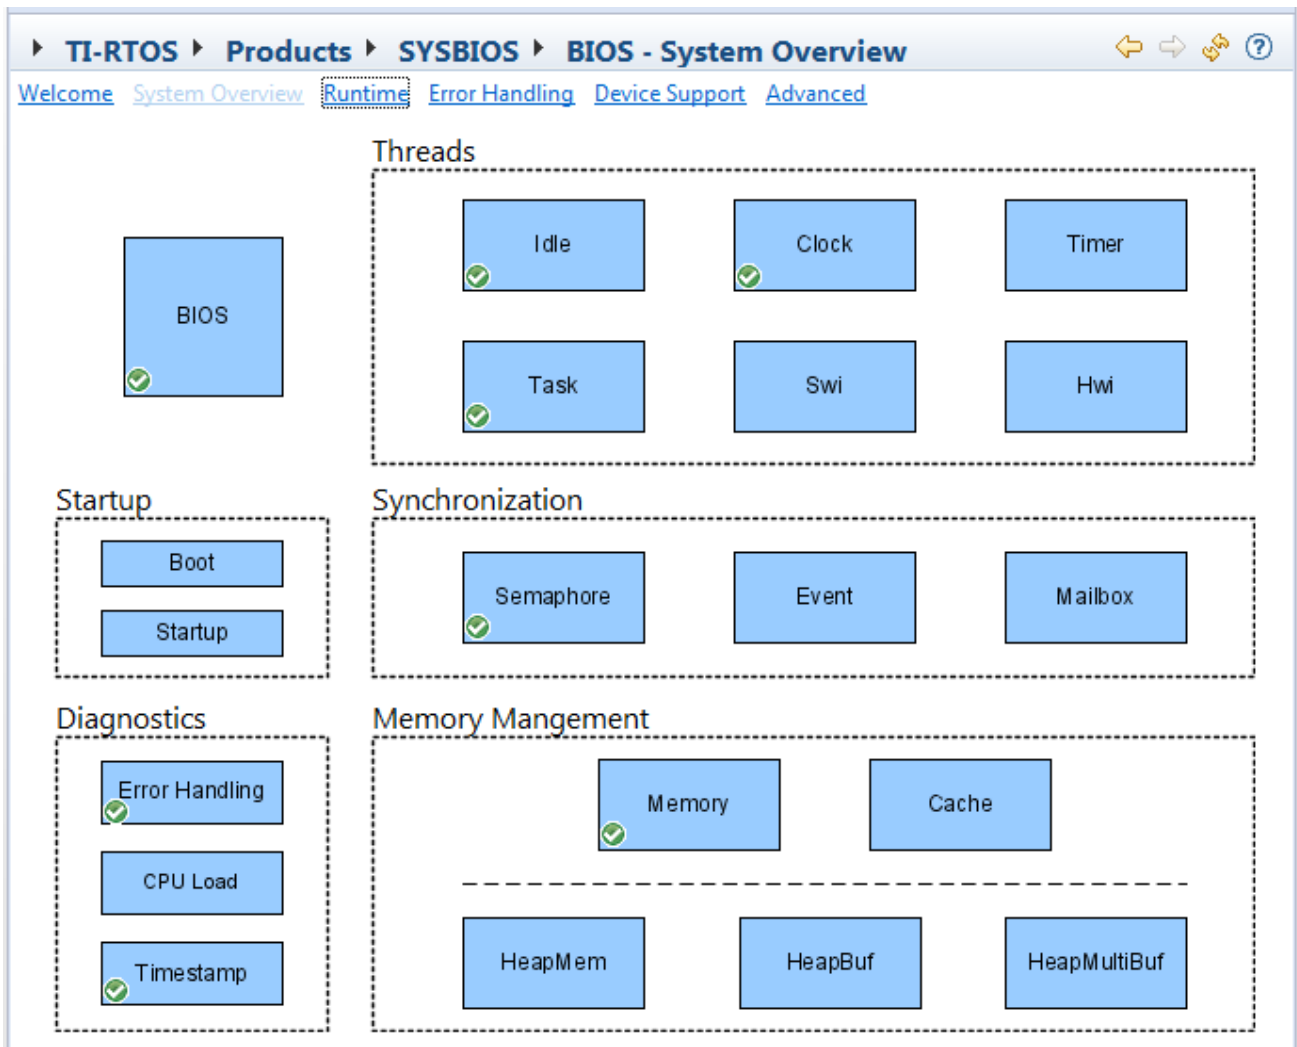 TI-RTOS Products SYSBIOS BIOS - System Overview
Welcome System Overview Runtime Error Handling Device Support Advanced
Threads
Idle Clock Timer
BIOS
Task Swi Hwi
Startup Synchronization
Boot
Semaphore Event Mailbox
Startup
Diagnostics Memory Mangement
Error Handling
Memory Cache
CPU Load
HeapMem HeapBuf HeapMultiBuf
Timestamp